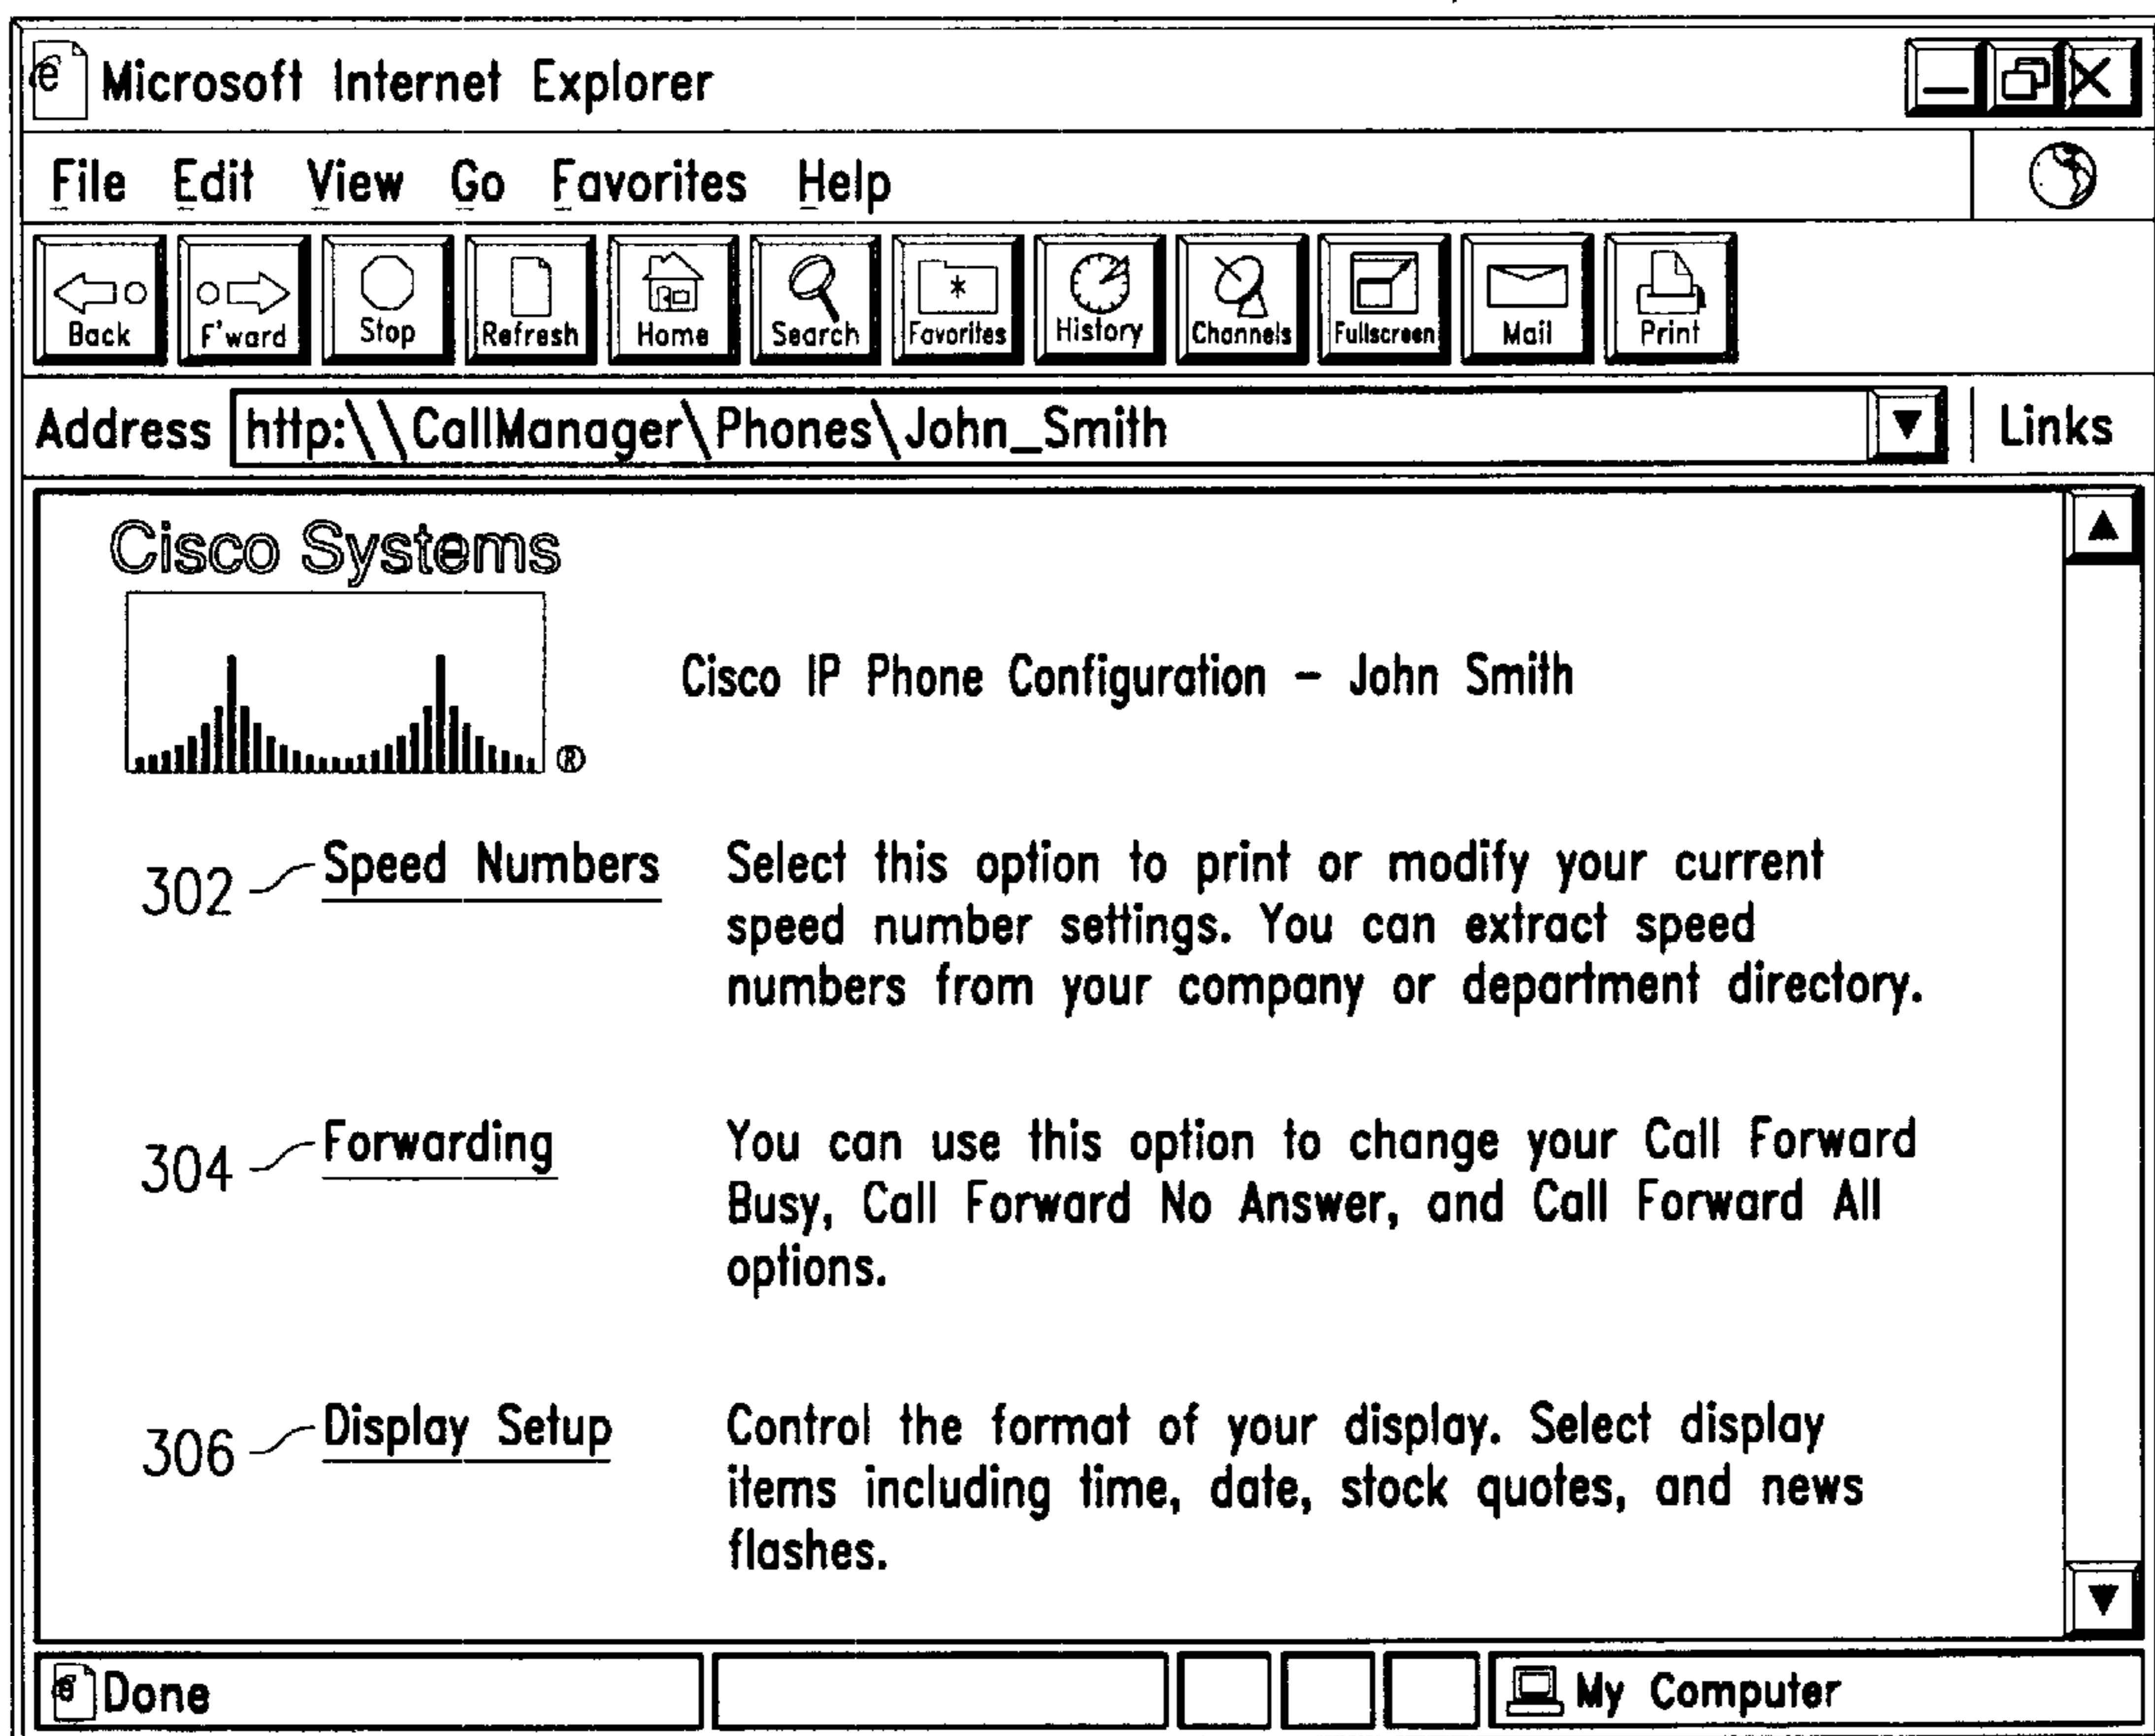 Microsoft Internet Explorer
File Edit View Go Favorites Help
Back F'ward Stop Refresh Home Search Favorites History Channels Fullscreen Mail Print
Address http:\\CallManager\Phones\John_Smith Links
Cisco Systems
®
Cisco IP Phone Configuration – John Smith
302 Speed Numbers Select this option to print or modify your current
speed number settings. You can extract speed
numbers from your company or department directory.
304 Forwarding You can use this option to change your Call Forward
Busy, Call Forward No Answer, and Call Forward All
options.
306 Display Setup Control the format of your display. Select display
items including time, date, stock quotes, and news
flashes.
Done My Computer